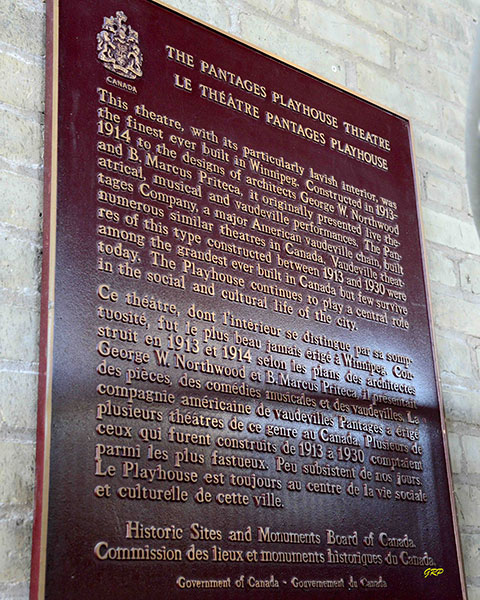 CANADA
THE PANTAGES PLAYHOUSE THEATRE
LE THÉÂTRE PANTAGES PLAYHOUSE
This theatre, with its particularly lavish interior, was
the finest ever built in Winnipeg. Constructed in 1913-
1914 to the designs of architects George W. Northwood
and B. Marcus Priteca, it originally presented live the-
atrical, musical and vaudeville performances. The Pan-
tages Company, a major American vaudeville chain, built
numerous similar theatres in Canada. Vaudeville theat-
res of this type constructed between 1913 and 1930 were
among the grandest ever built in Canada but few survive
today. The Playhouse continues to play a central role
in the social and cultural life of the city.
Ce théâtre, dont l'intérieur se distingue par sa somp-
tuosité, fut le plus beau jamais érigé à Winnipeg. Con-
struit en 1913 et 1914 selon les plans des architectes
George W. Northwood et B. Marcus Priteca, il présentait
des pièces, des comédies musicales et des vaudevilles. La
compagnie américaine de vaudevilles Pantages a érigé
plusieurs théâtres de ce genre au Canada. Plusieurs de
ceux qui furent construits de 1913 à 1930 comptaient
parmi les plus fastueux. Peu subsistent de nos jours.
Le Playhouse est toujours au centre de la vie sociale
et culturelle de cette ville.
Historic Sites and Monuments Board of Canada.
Commission des lieux et monuments historiques du Canada.
Government of Canada - Gouvernement du Canada
GRP